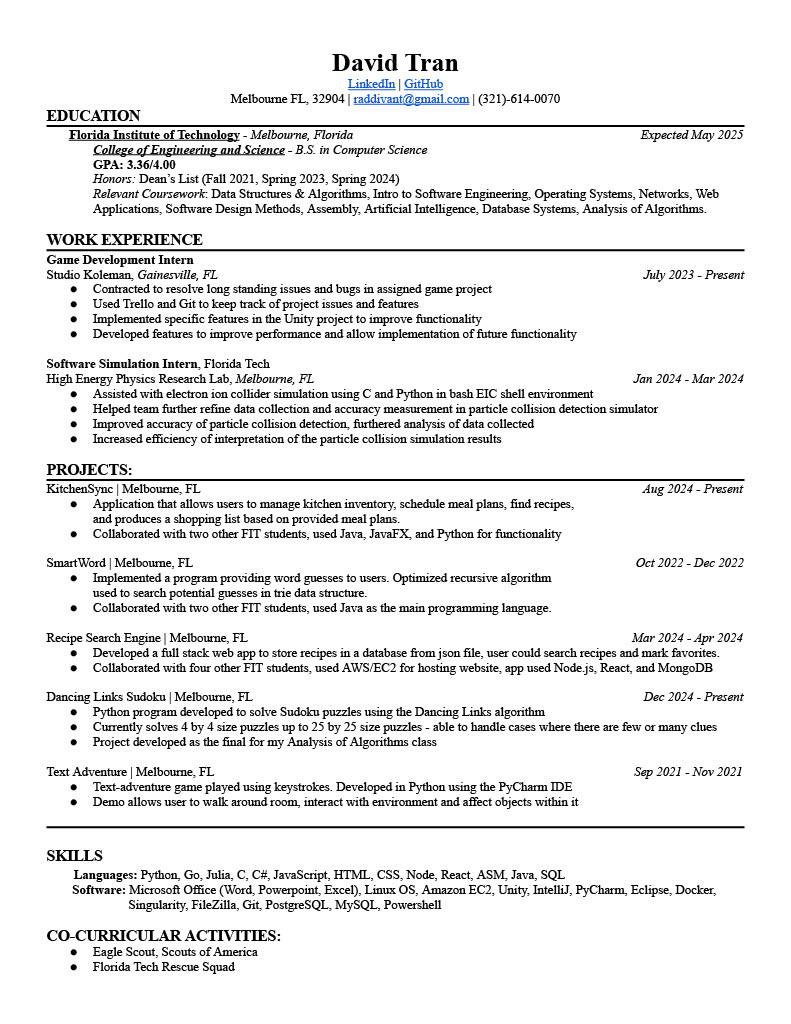 David Tran
LinkedIn | GitHub
Melbourne FL, 32904 | raddivant@gmail.com | (321)-614-0070
EDUCATION
Florida Institute of Technology - Melbourne, Florida Expected May 2025
College of Engineering and Science - B.S. in Computer Science
GPA: 3.36/4.00
Honors: Dean’s List (Fall 2021, Spring 2023, Spring 2024)
Relevant Coursework: Data Structures & Algorithms, Intro to Software Engineering, Operating Systems, Networks, Web
Applications, Software Design Methods, Assembly, Artificial Intelligence, Database Systems, Analysis of Algorithms.
WORK EXPERIENCE
Game Development Intern
Studio Koleman, Gainesville, FL July 2023 - Present
● Contracted to resolve long standing issues and bugs in assigned game project
● Used Trello and Git to keep track of project issues and features
● Implemented specific features in the Unity project to improve functionality
● Developed features to improve performance and allow implementation of future functionality
Software Simulation Intern, Florida Tech
High Energy Physics Research Lab, Melbourne, FL Jan 2024 - Mar 2024
● Assisted with electron ion collider simulation using C and Python in bash EIC shell environment
● Helped team further refine data collection and accuracy measurement in particle collision detection simulator
● Improved accuracy of particle collision detection, furthered analysis of data collected
● Increased efficiency of interpretation of the particle collision simulation results
PROJECTS:
KitchenSync | Melbourne, FL Aug 2024 - Present
● Application that allows users to manage kitchen inventory, schedule meal plans, find recipes,
and produces a shopping list based on provided meal plans.
● Collaborated with two other FIT students, used Java, JavaFX, and Python for functionality
SmartWord | Melbourne, FL Oct 2022 - Dec 2022
● Implemented a program providing word guesses to users. Optimized recursive algorithm
used to search potential guesses in trie data structure.
● Collaborated with two other FIT students, used Java as the main programming language.
Recipe Search Engine | Melbourne, FL Mar 2024 - Apr 2024
● Developed a full stack web app to store recipes in a database from json file, user could search recipes and mark favorites.
● Collaborated with four other FIT students, used AWS/EC2 for hosting website, app used Node.js, React, and MongoDB
Dancing Links Sudoku | Melbourne, FL Dec 2024 - Present
● Python program developed to solve Sudoku puzzles using the Dancing Links algorithm
● Currently solves 4 by 4 size puzzles up to 25 by 25 size puzzles - able to handle cases where there are few or many clues
● Project developed as the final for my Analysis of Algorithms class
Text Adventure | Melbourne, FL Sep 2021 - Nov 2021
● Text-adventure game played using keystrokes. Developed in Python using the PyCharm IDE
● Demo allows user to walk around room, interact with environment and affect objects within it
SKILLS
Languages: Python, Go, Julia, C, C#, JavaScript, HTML, CSS, Node, React, ASM, Java, SQL
Software: Microsoft Office (Word, Powerpoint, Excel), Linux OS, Amazon EC2, Unity, IntelliJ, PyCharm, Eclipse, Docker,
Singularity, FileZilla, Git, PostgreSQL, MySQL, Powershell
CO-CURRICULAR ACTIVITIES:
● Eagle Scout, Scouts of America
● Florida Tech Rescue Squad